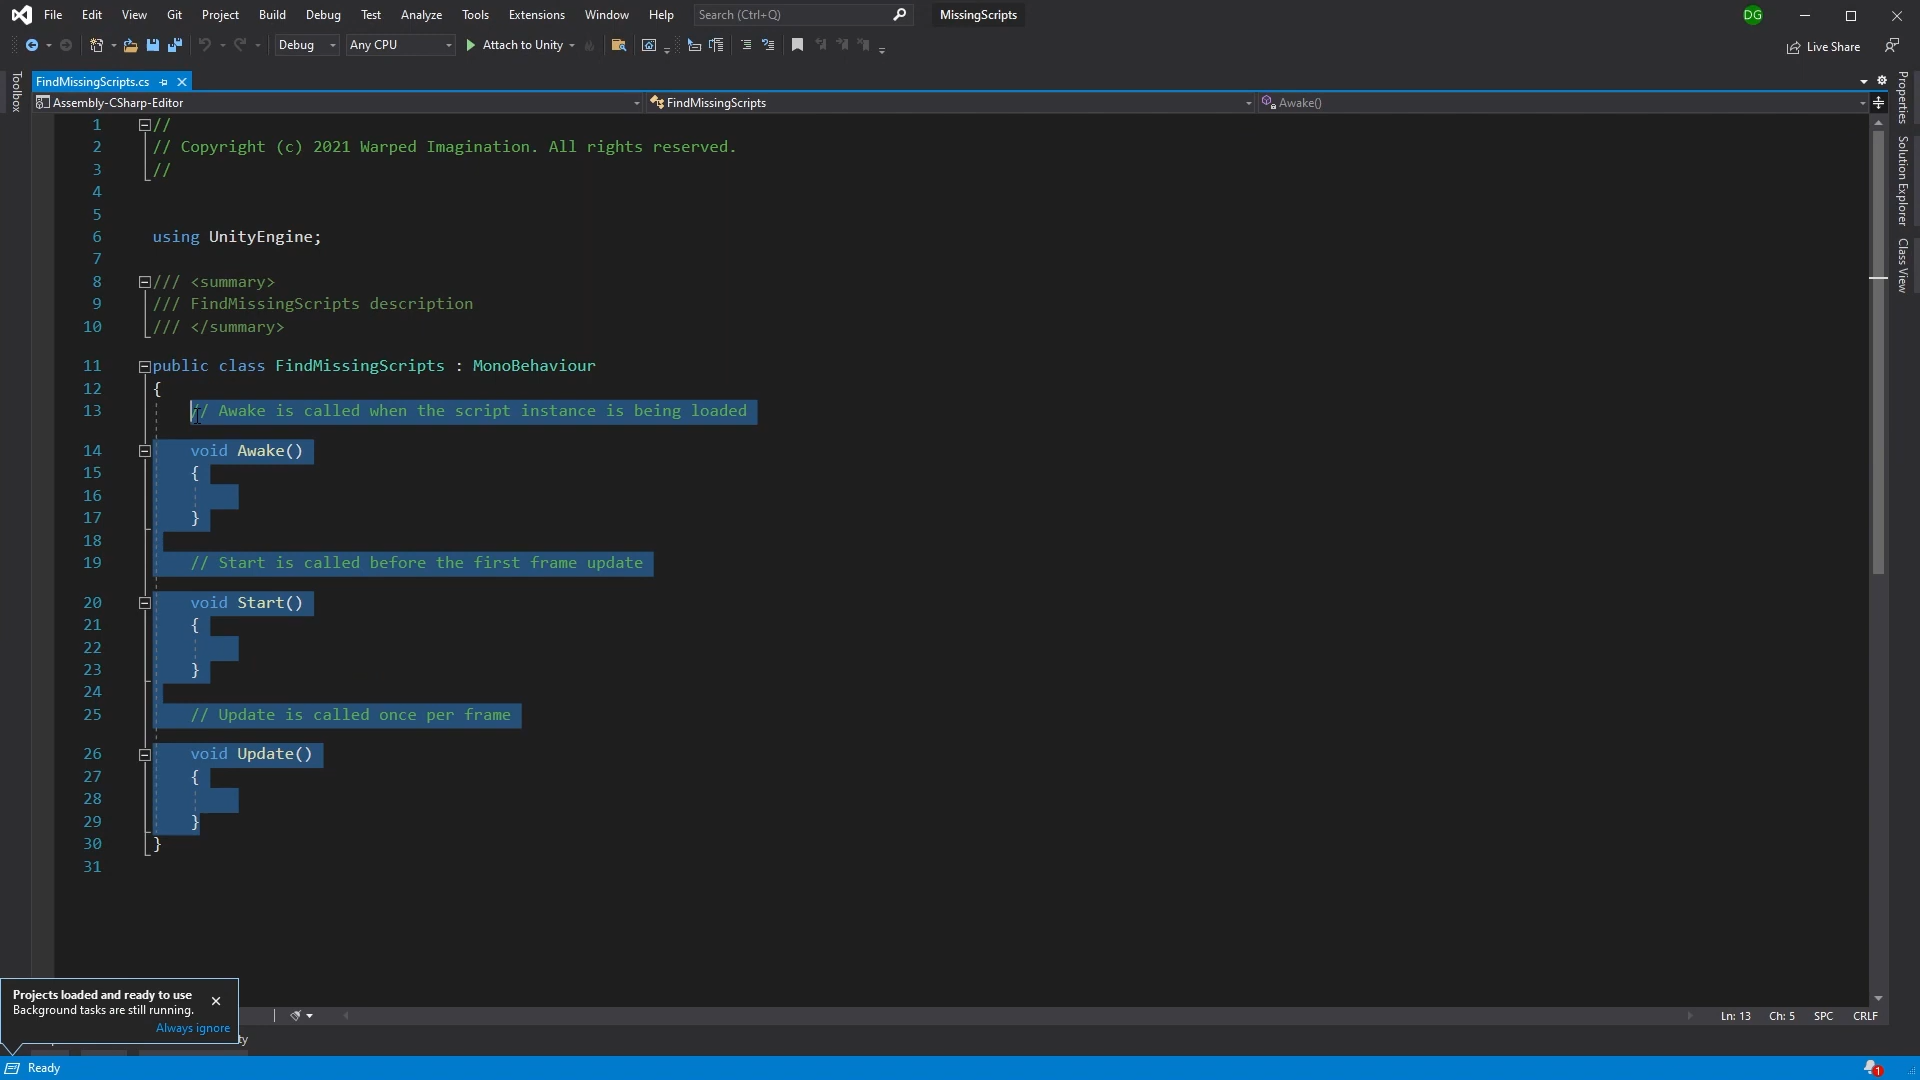 File Edit View Git Project Build Debug Test Analyze Tools Extensions Window Help Search (Ctrl+Q) MissingScripts DG
Debug Any CPU Attach to Unity Live Share
Toolbox
FindMissingScripts.cs
Assembly-CSharp-Editor FindMissingScripts Awake()
Properties
Solution Explorer
Class View
1 //
2 // Copyright (c) 2021 Warped Imagination. All rights reserved.
3 //
4
5
6 using UnityEngine;
7
8 /// <summary>
9 /// FindMissingScripts description
10 /// </summary>
11 public class FindMissingScripts : MonoBehaviour
12 {
13 // Awake is called when the script instance is being loaded
14 void Awake()
15 {
16
17 }
18
19 // Start is called before the first frame update
20 void Start()
21 {
22
23 }
24
25 // Update is called once per frame
26 void Update()
27 {
28
29 }
30 }
31
Projects loaded and ready to use
Background tasks are still running.
Always ignore
Ln: 13 Ch: 5 SPC CRLF
Ready 1